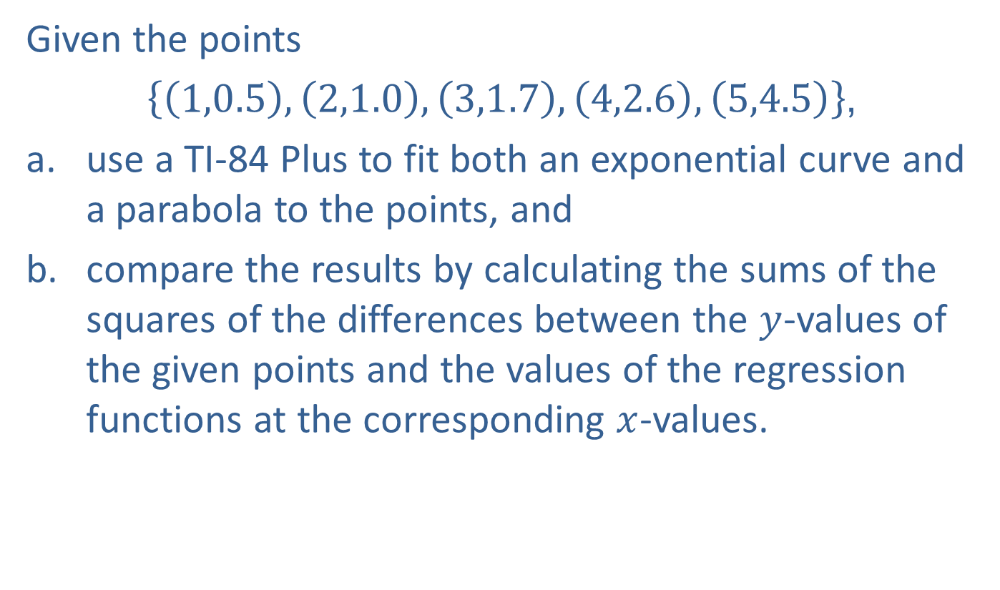 Given the points
{(1,0.5), (2,1.0), (3,1.7), (4,2.6), (5,4.5)},
a. use a TI-84 Plus to fit both an exponential curve and
a parabola to the points, and
b. compare the results by calculating the sums of the
squares of the differences between the y-values of
the given points and the values of the regression
functions at the corresponding x-values.